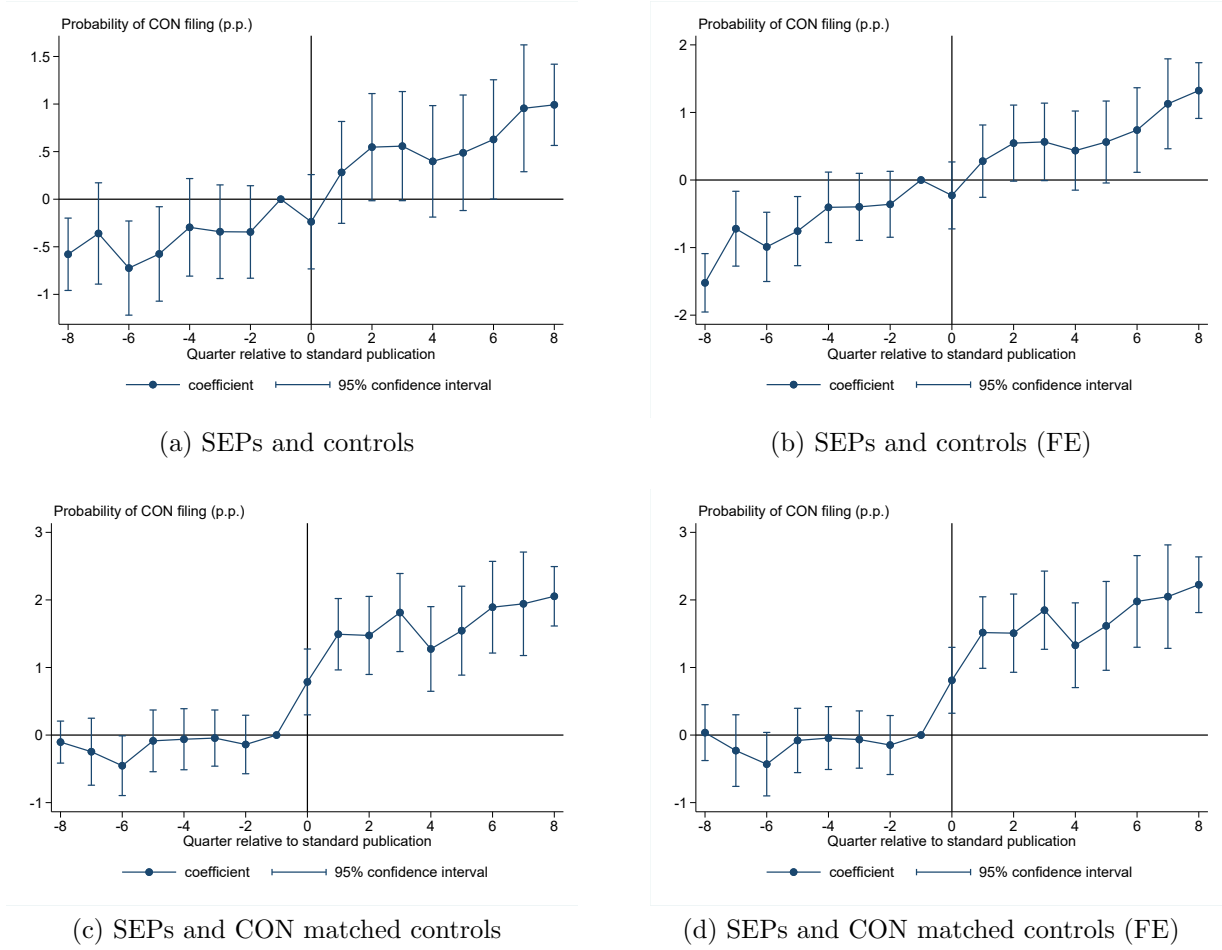 Probability of CON filing (p.p.)
1.5
1
.5
0
-.5
-1
-8 -6 -4 -2 0 2 4 6 8
Quarter relative to standard publication
coefficient 95% confidence interval
(a) SEPs and controls
Probability of CON filing (p.p.)
2
1
0
-1
-2
-8 -6 -4 -2 0 2 4 6 8
Quarter relative to standard publication
coefficient 95% confidence interval
(b) SEPs and controls (FE)
Probability of CON filing (p.p.)
3
2
1
0
-1
-8 -6 -4 -2 0 2 4 6 8
Quarter relative to standard publication
coefficient 95% confidence interval
(c) SEPs and CON matched controls
Probability of CON filing (p.p.)
3
2
1
0
-1
-8 -6 -4 -2 0 2 4 6 8
Quarter relative to standard publication
coefficient 95% confidence interval
(d) SEPs and CON matched controls (FE)